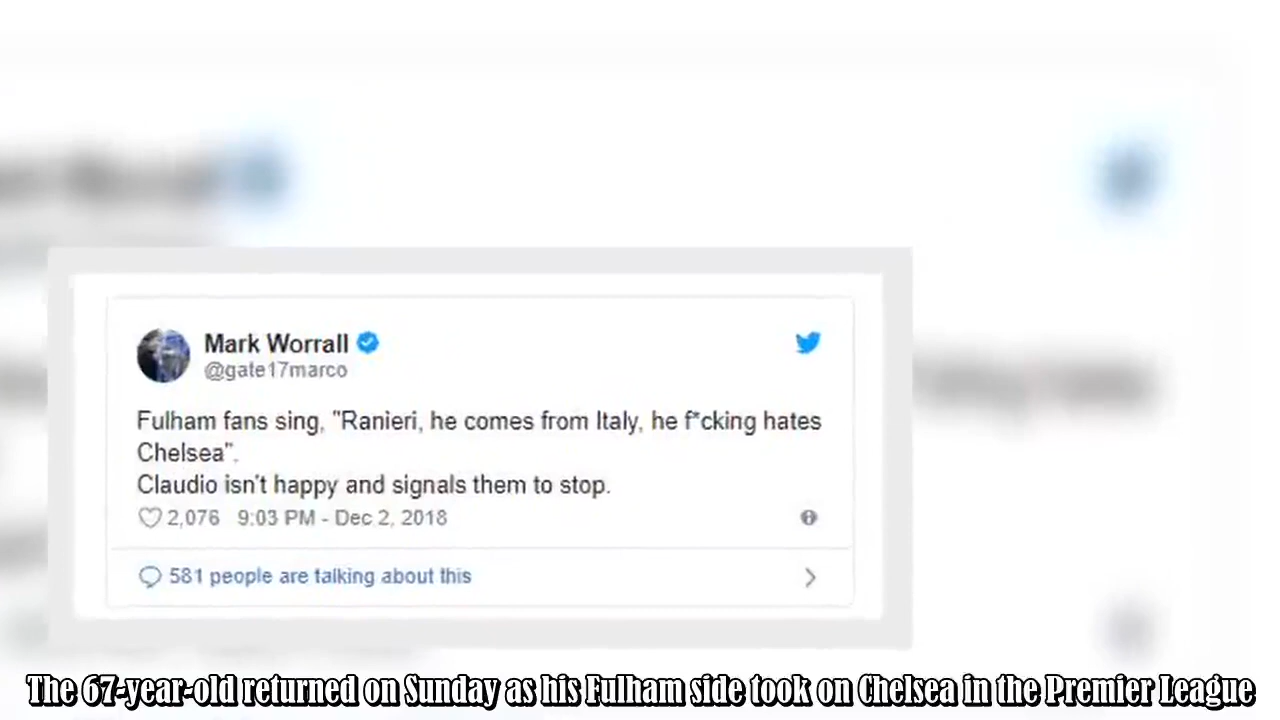 Mark Worrall
@gate17marco
Fulham fans sing, "Ranieri, he comes from Italy, he f*cking hates
Chelsea".
Claudio isn't happy and signals them to stop.
2,076 9:03 PM - Dec 2, 2018
581 people are talking about this
The 67-year-old returned on Sunday as his Fulham side took on Chelsea in the Premier League